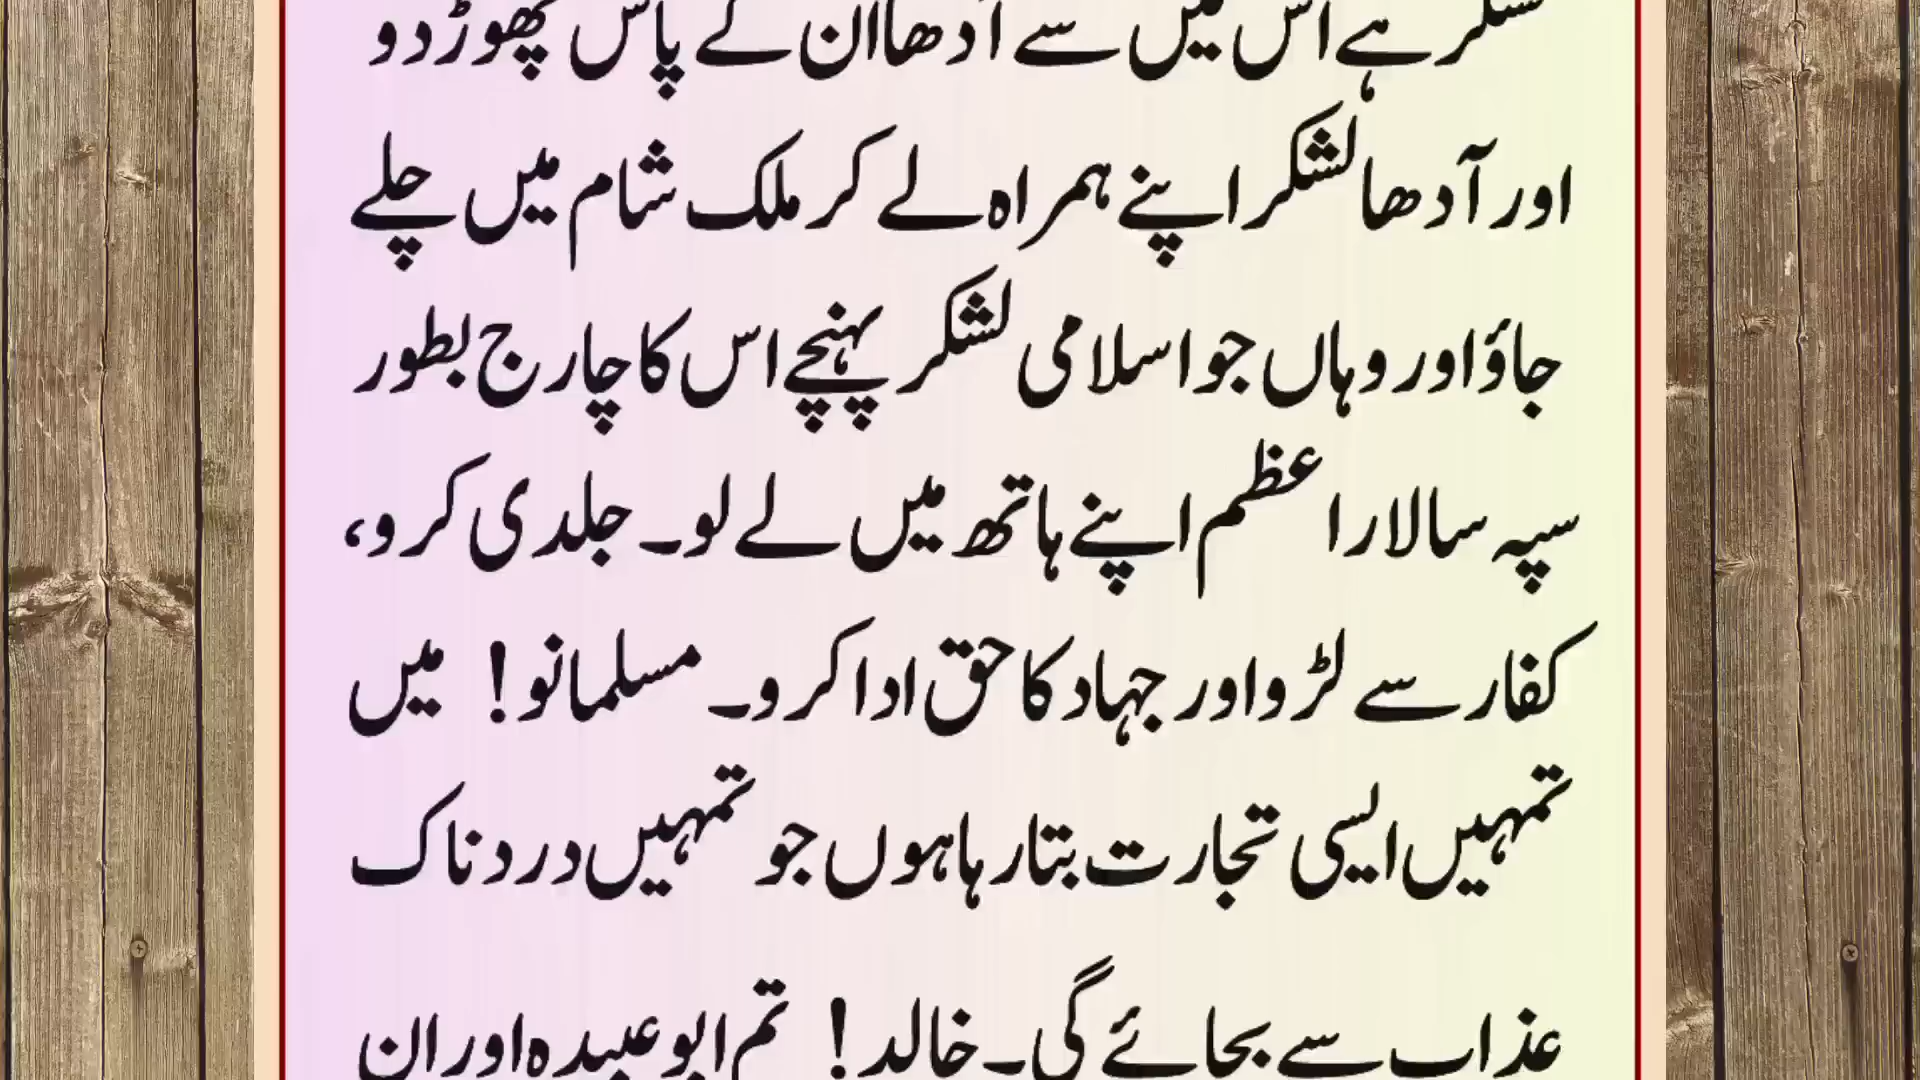 لشکر ہے اس میں سے آدھا ان کے پاس چھوڑ دو
اور آدھا لشکر اپنے ہمراہ لے کر ملک شام میں چلے
جاؤ اور وہاں جو اسلامی لشکر پہنچے اس کا چارج بطور
سپہ سالار اعظم اپنے ہاتھ میں لے لو۔ جلدی کرو،
کفار سے لڑو اور جہاد کا حق ادا کرو۔ مسلمانو! میں
تمہیں ایسی تجارت بتا رہا ہوں جو تمہیں دردناک
عذاب سے بچائے گی۔ خالد! تم ابو عبیدہ اور ان